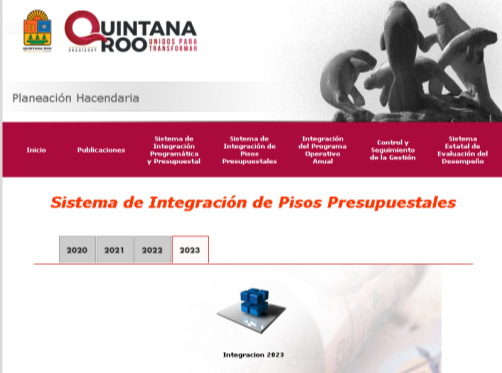 QUINTANA ROO
QUINTANA
ROO
UNIDOS PARA
TRANSFORMAR
Planeación Hacendaria
Inicio
Publicaciones
Sistema de
Integración
Programática
y Presupuestal
Sistema de
Integración de
Pisos
Presupuestales
Integración
del Programa
Operativo
Anual
Control y
Seguimiento
de la Gestión
Sistema
Estatal de
Evaluación del
Desempeño
Sistema de Integración de Pisos Presupuestales
2020
2021
2022
2023
Integracion 2023